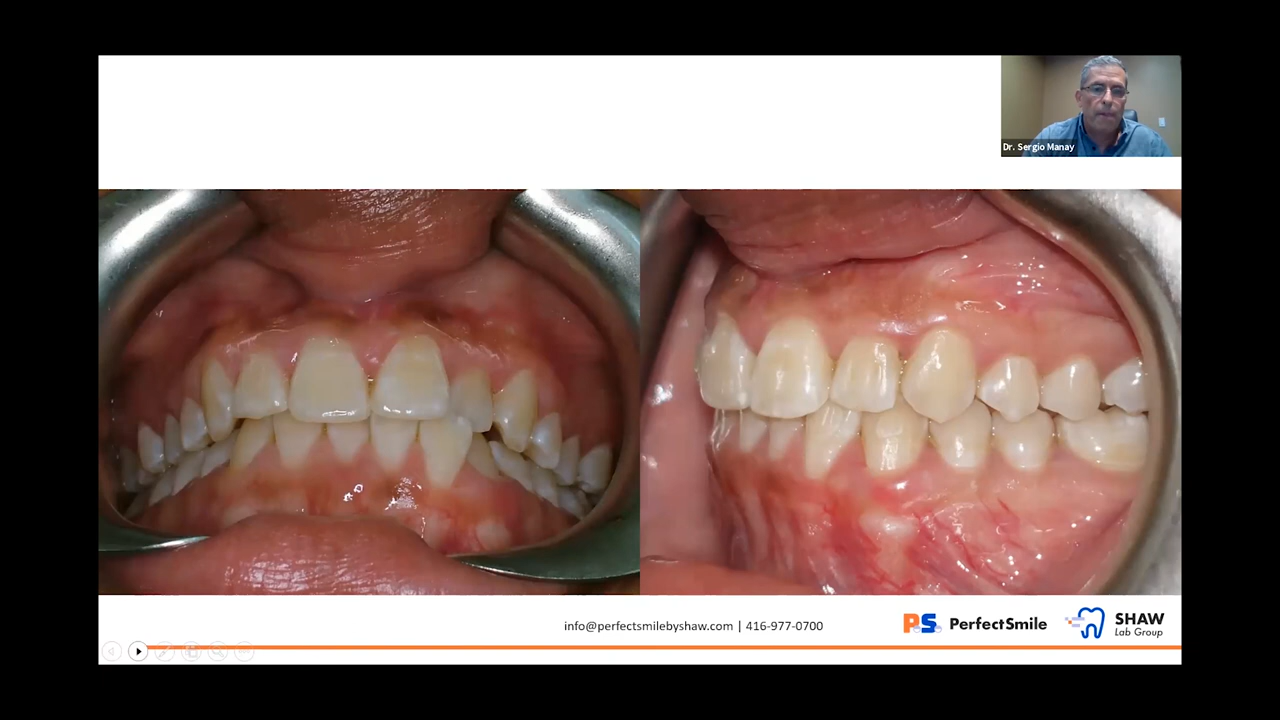 Dr. Sergio Manay
info@perfectsmilebyshaw.com | 416-977-0700
PS PerfectSmile
SHAW
Lab Group